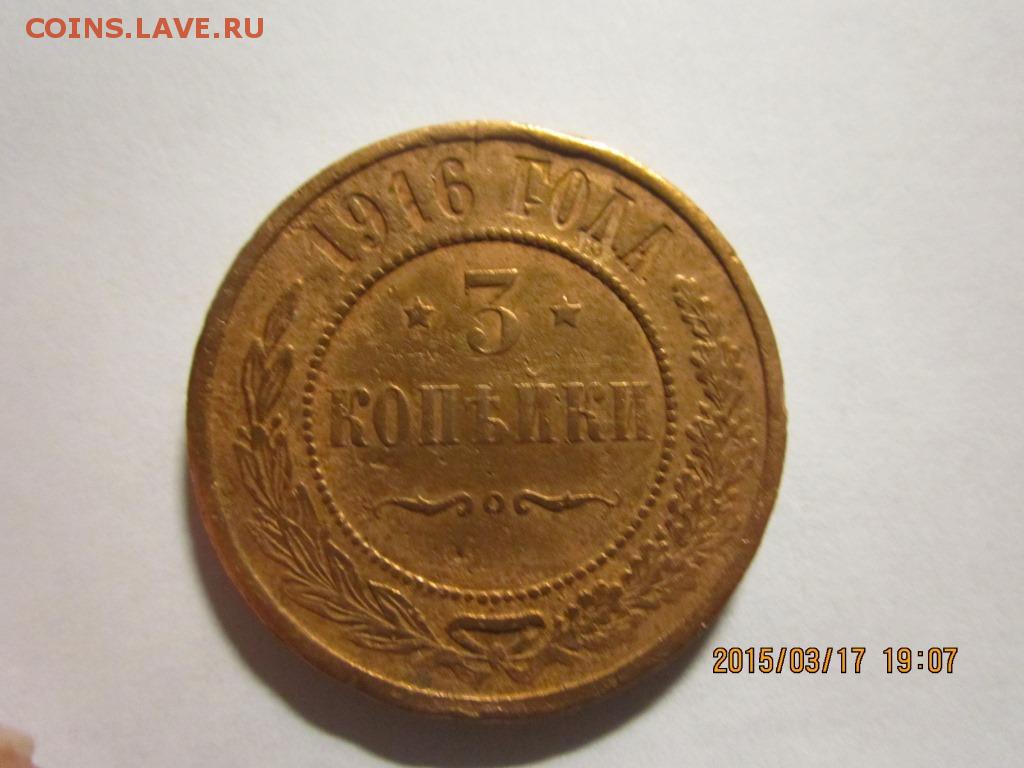 COINS.LAVE.RU
1916 ГОДА
3
КОПѢЙКИ
2015/03/17 19:07